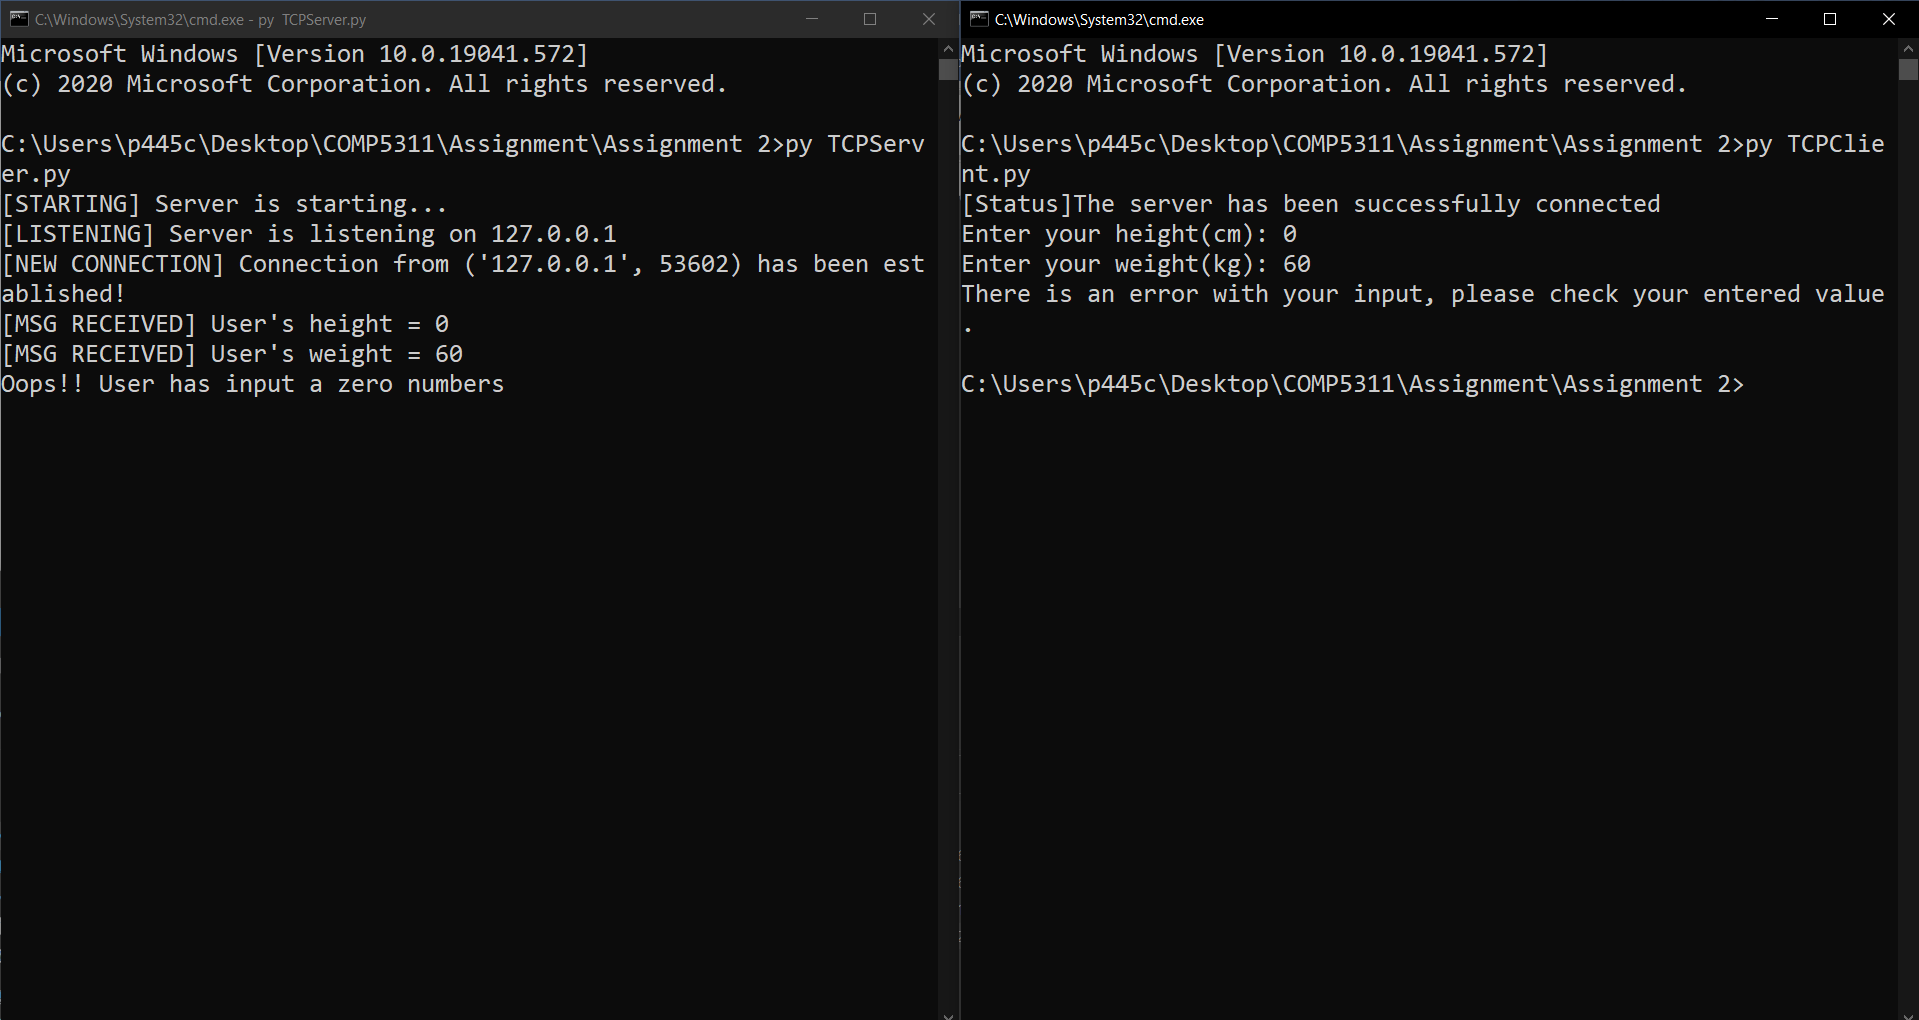 C:\Windows\System32\cmd.exe - py  TCPServer.py
Microsoft Windows [Version 10.0.19041.572]
(c) 2020 Microsoft Corporation. All rights reserved.
C:\Users\p445c\Desktop\COMP5311\Assignment\Assignment 2>py TCPServ
er.py
[STARTING] Server is starting...
[LISTENING] Server is listening on 127.0.0.1
[NEW CONNECTION] Connection from ('127.0.0.1', 53602) has been est
ablished!
[MSG RECEIVED] User's height = 0
[MSG RECEIVED] User's weight = 60
Oops!! User has input a zero numbers
C:\Windows\System32\cmd.exe
Microsoft Windows [Version 10.0.19041.572]
(c) 2020 Microsoft Corporation. All rights reserved.
C:\Users\p445c\Desktop\COMP5311\Assignment\Assignment 2>py TCPClie
nt.py
[Status]The server has been successfully connected
Enter your height(cm): 0
Enter your weight(kg): 60
There is an error with your input, please check your entered value
.
C:\Users\p445c\Desktop\COMP5311\Assignment\Assignment 2>